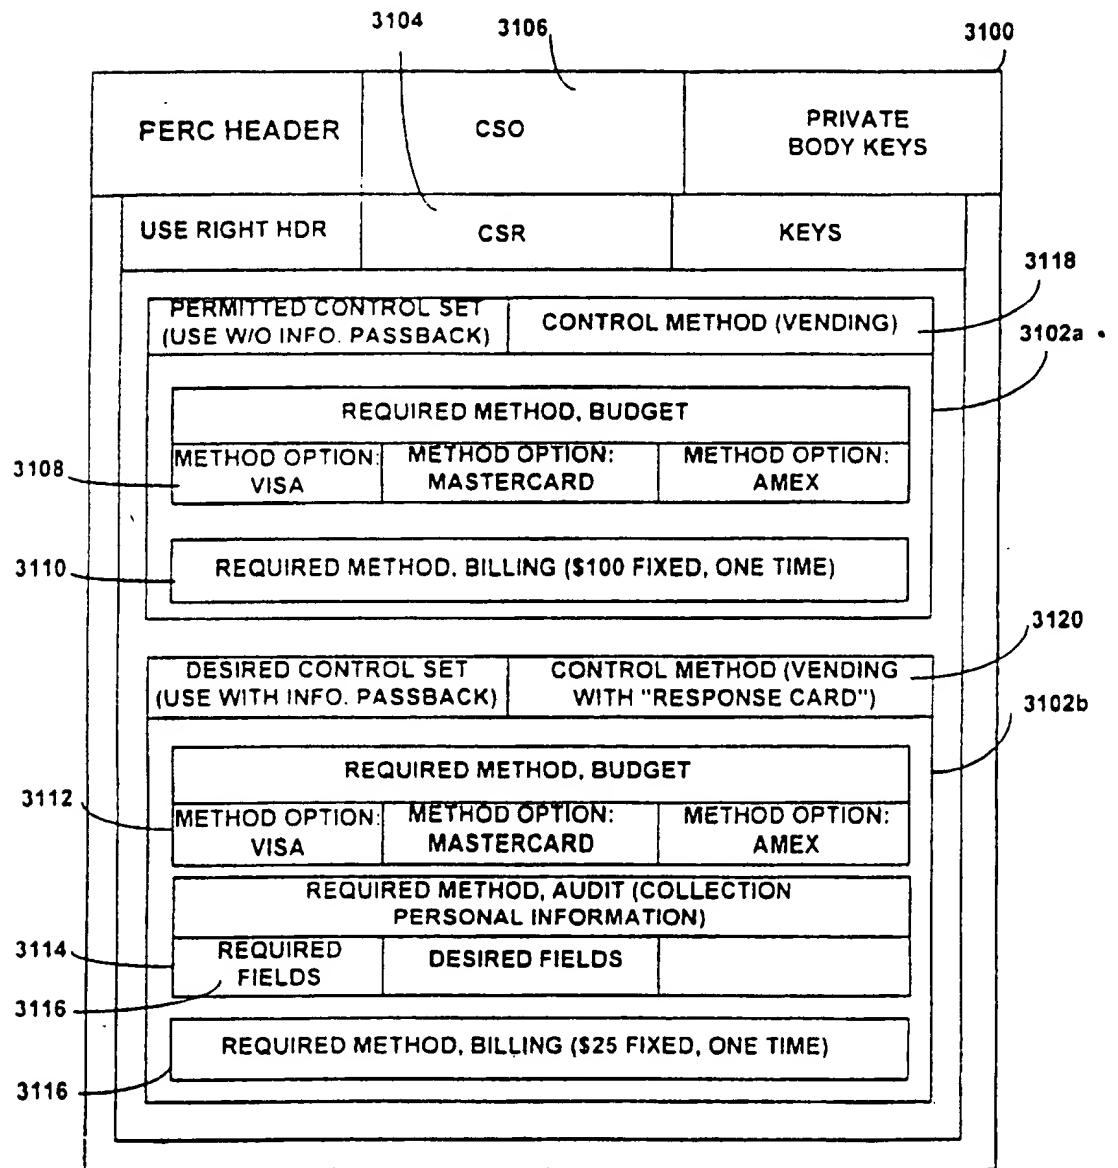 3104
3106
3100
PERC HEADER
CSO
PRIVATE
BODY KEYS
USE RIGHT HDR
CSR
KEYS
3118
PERMITTED CONTROL SET
(USE W/O INFO. PASSBACK)
CONTROL METHOD (VENDING)
3102a
REQUIRED METHOD, BUDGET
3108
METHOD OPTION:
VISA
METHOD OPTION:
MASTERCARD
METHOD OPTION:
AMEX
3110
REQUIRED METHOD, BILLING ($100 FIXED, ONE TIME)
3120
DESIRED CONTROL SET
(USE WITH INFO. PASSBACK)
CONTROL METHOD (VENDING
WITH "RESPONSE CARD")
3102b
REQUIRED METHOD, BUDGET
3112
METHOD OPTION:
VISA
METHOD OPTION:
MASTERCARD
METHOD OPTION:
AMEX
REQUIRED METHOD, AUDIT (COLLECTION
PERSONAL INFORMATION)
3114
REQUIRED
FIELDS
DESIRED FIELDS
3116
REQUIRED METHOD, BILLING ($25 FIXED, ONE TIME)
3116